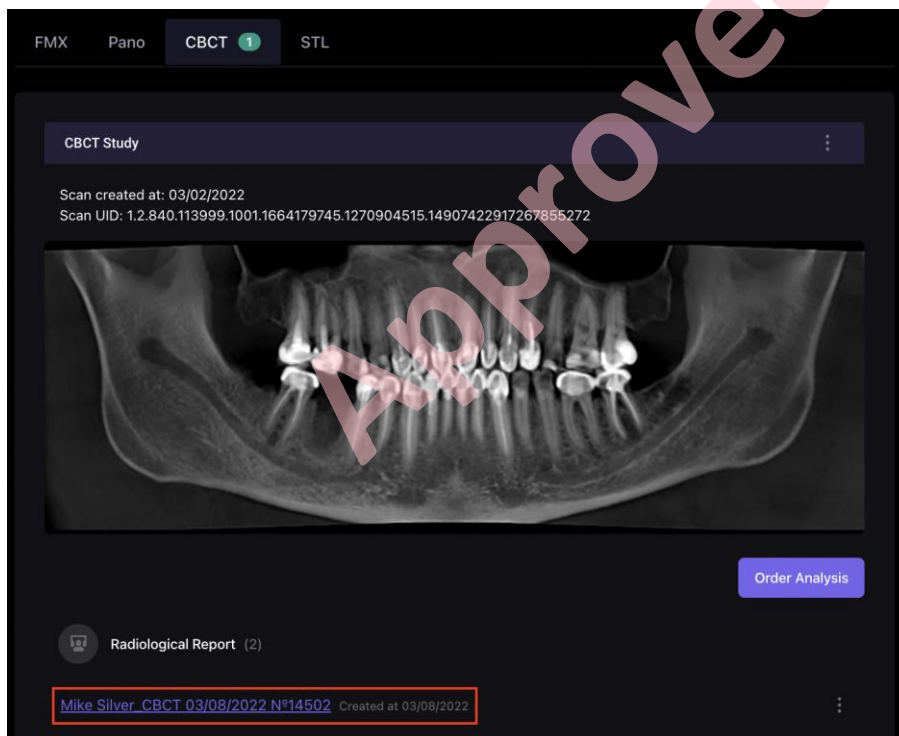 FMX Pano CBCT 1 STL
CBCT Study
Scan created at: 03/02/2022
Scan UID: 1.2.840.113999.1001.1664179745.1270904515.14907422917267855272
Approved
Order Analysis
Radiological Report (2)
Mike Silver_CBCT 03/08/2022 Nº14502 Created at 03/08/2022